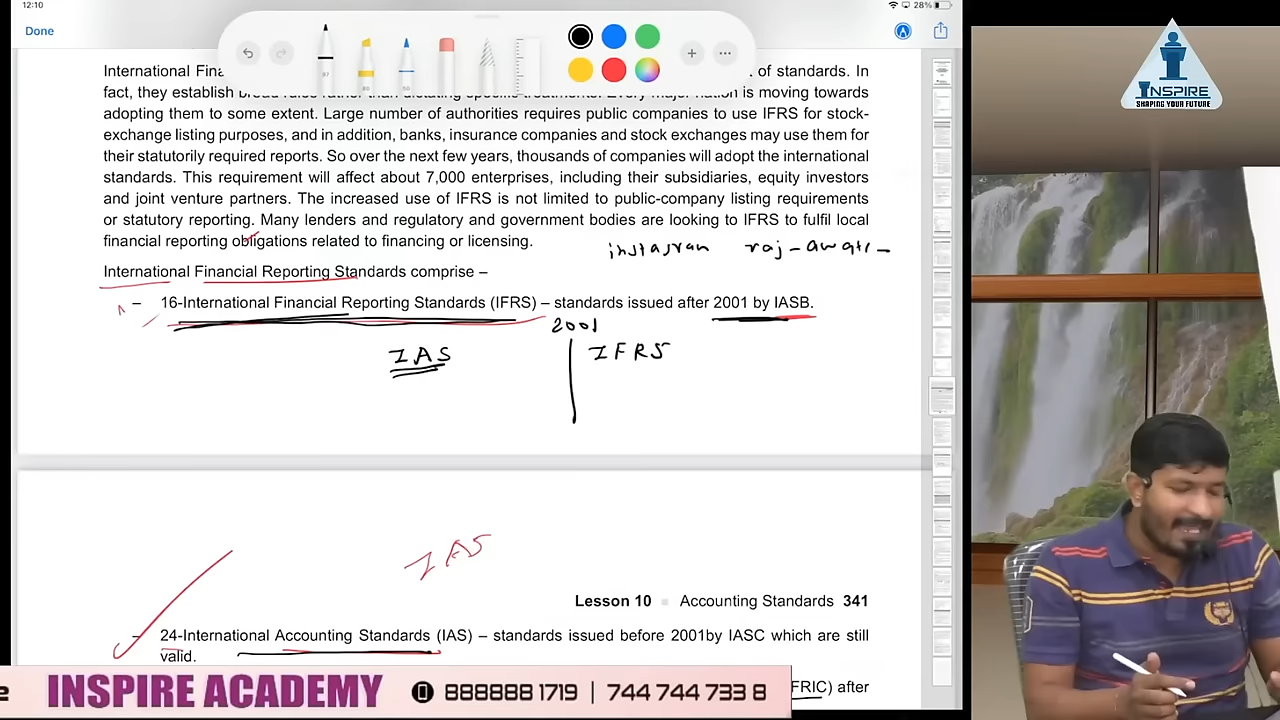 12:10
28%
Done
International Fina of standards. In
fact, they establish nation is moving towards
adopting them to some extent. Large number of authorities requires public companies to use IFRS for stock-
exchange listing purposes, and in addition, banks, insurance companies and stock exchanges may use them for
their statutorily required reports. So over the next few years, thousands of companies will adopt the international
standards. This requirement will affect about 7,000 enterprises, including their subsidiaries, equity investors
and joint venture partners. The increased use of IFRS is not limited to public-company listing requirements
or statutory reporting. Many lenders and regulatory and government bodies are looking to IFRS to fulfil local
financial reporting obligations related to financing or licensing.
International Financial Reporting Standards comprise –
– 16-International Financial Reporting Standards (IFRS) – standards issued after 2001 by IASB.
2001
IAS IFRS
IAS
Lesson 10 Accounting Standards 341
– 24-International Accounting Standards (IAS) – standards issued before 2001by IASC which are still
valid.
FRIC) after
INSPIRE ACADEMY 888888 1719 | 744 744 733 8
INSPIRE
SHAPING YOUR FUTURE